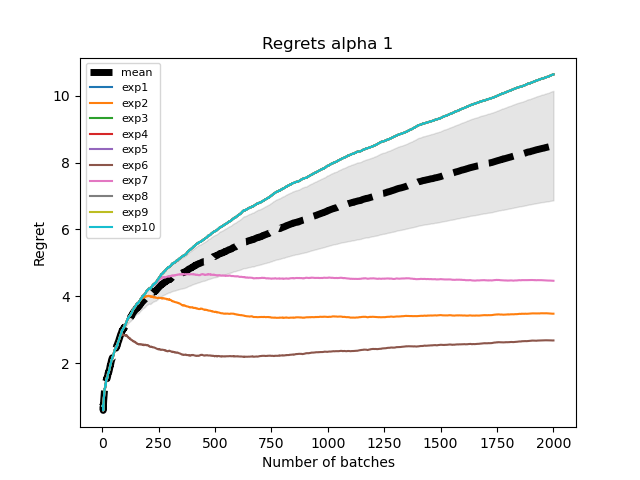 Regrets alpha 1
mean
exp1
exp2
exp3
exp4
exp5
exp6
exp7
exp8
exp9
exp10
10
8
6
4
2
Regret
0 250 500 750 1000 1250 1500 1750 2000
Number of batches